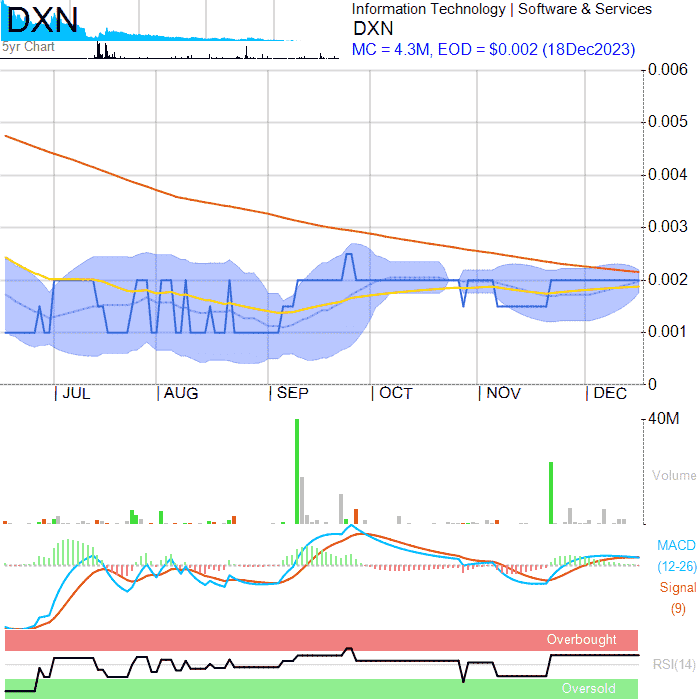 DXN
5yr Chart
Information Technology | Software & Services
DXN
MC = 4.3M, EOD = $0.002 (18Dec2023)
0.006
0.005
0.004
0.003
0.002
0.001
0
JUL AUG SEP OCT NOV DEC
40M
Volume
MACD
(12-26)
Signal
(9)
Overbought
RSI(14)
Oversold